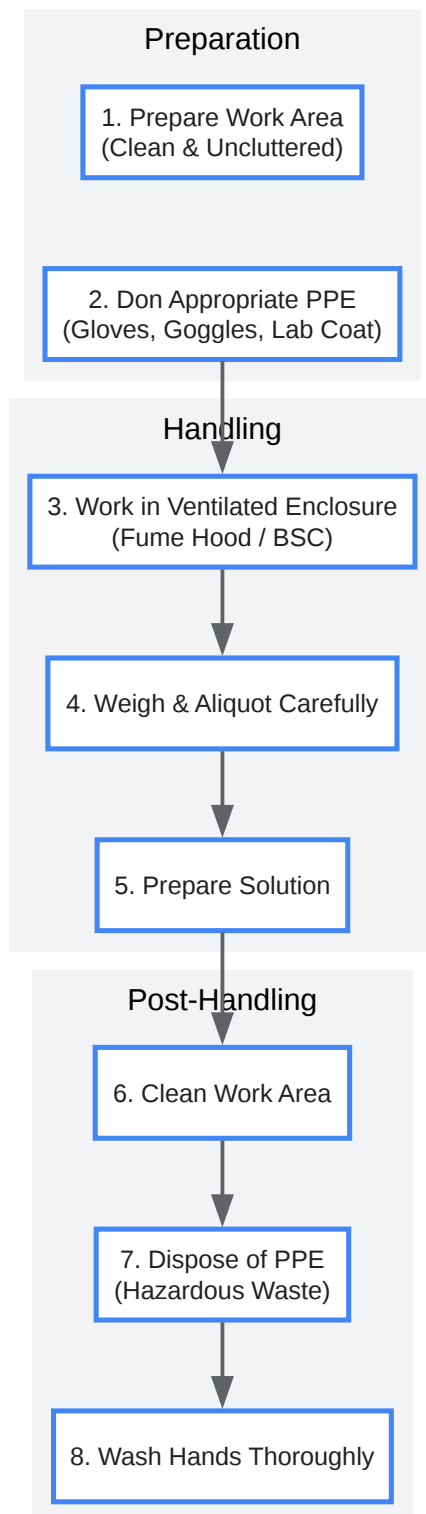 Preparation
1. Prepare Work Area
(Clean & Uncluttered)
2. Don Appropriate PPE
(Gloves, Goggles, Lab Coat)
Handling
3. Work in Ventilated Enclosure
(Fume Hood / BSC)
4. Weigh & Aliquot Carefully
5. Prepare Solution
Post-Handling
6. Clean Work Area
7. Dispose of PPE
(Hazardous Waste)
8. Wash Hands Thoroughly